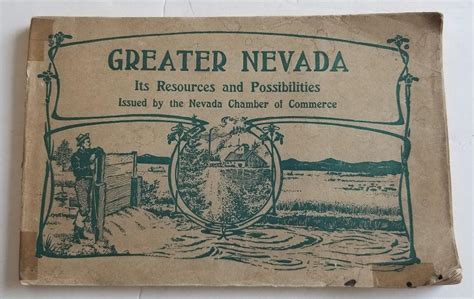 GREATER NEVADA
Its Resources and Possibilities
Issued by the Nevada Chamber of Commerce